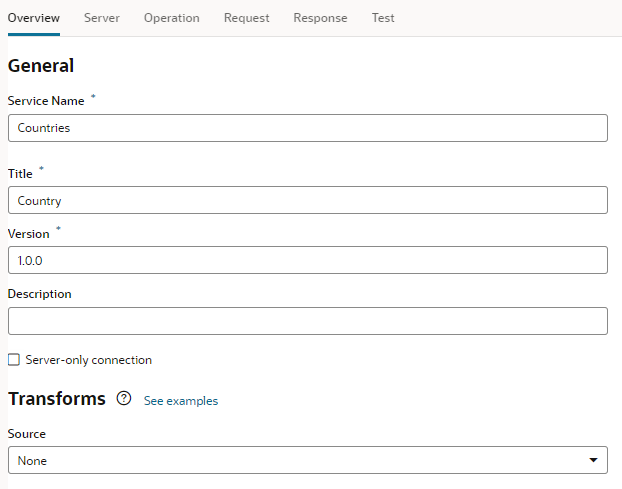 Overview Server Operation Request Response Test
General
Service Name *
Countries
Title *
Country
Version *
1.0.0
Description
Server-only connection
Transforms ? See examples
Source
None